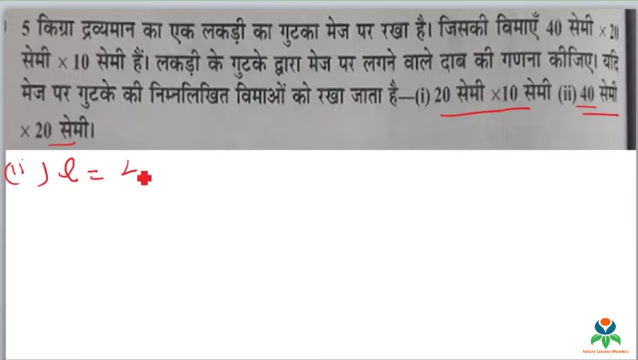 5 किग्रा द्रव्यमान का एक लकड़ी का गुटका मेज पर रखा है। जिसकी विमाएँ 40 सेमी × 20
सेमी × 10 सेमी हैं। लकड़ी के गुटके द्वारा मेज पर लगने वाले दाब की गणना कीजिए। यदि
मेज पर गुटके की निम्नलिखित विमाओं को रखा जाता है–(i) 20 सेमी ×10 सेमी (ii) 40 सेमी
× 20 सेमी।
(ii) l =